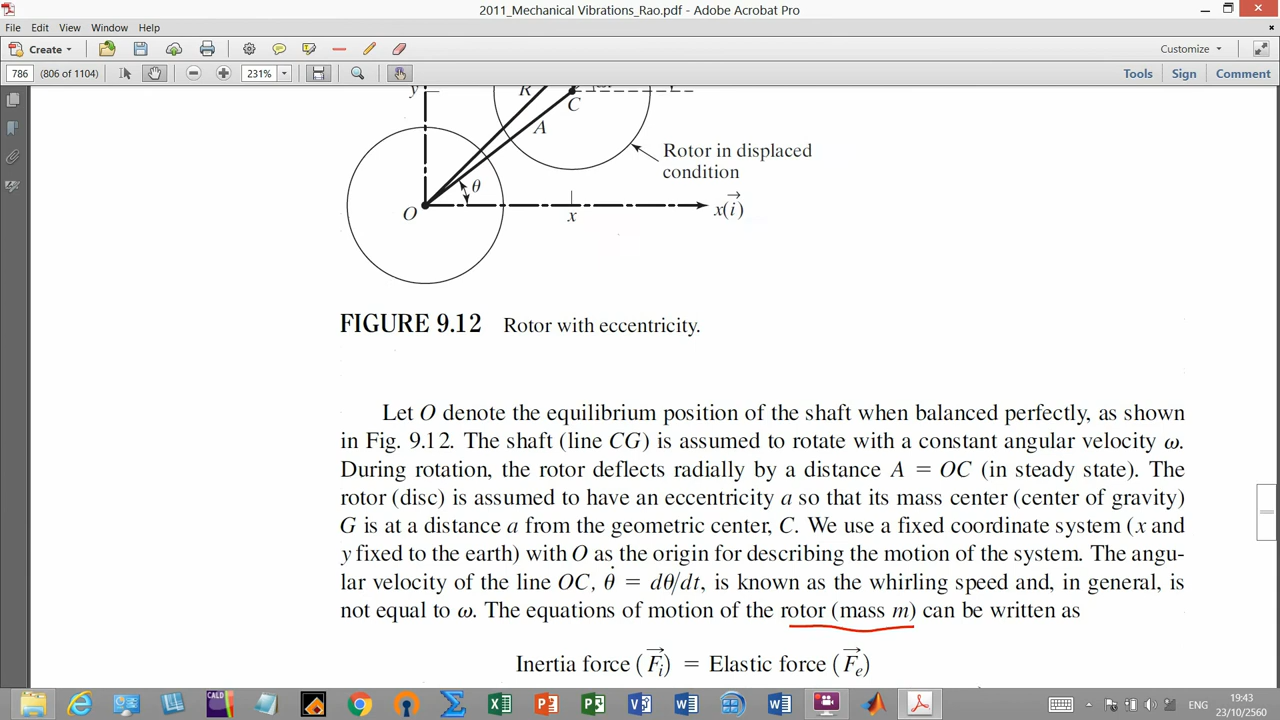 2011_Mechanical Vibrations_Rao.pdf - Adobe Acrobat Pro
File Edit View Window Help
Create Customize
786 (806 of 1104) 231% Tools Sign Comment
y R C
A
Rotor in displaced
condition
θ
O x x(i⃗)
FIGURE 9.12 Rotor with eccentricity.
Let O denote the equilibrium position of the shaft when balanced perfectly, as shown
in Fig. 9.12. The shaft (line CG) is assumed to rotate with a constant angular velocity ω.
During rotation, the rotor deflects radially by a distance A = OC (in steady state). The
rotor (disc) is assumed to have an eccentricity a so that its mass center (center of gravity)
G is at a distance a from the geometric center, C. We use a fixed coordinate system (x and
y fixed to the earth) with O as the origin for describing the motion of the system. The angu-
lar velocity of the line OC, θ̇ = dθ/dt, is known as the whirling speed and, in general, is
not equal to ω. The equations of motion of the rotor (mass m) can be written as
Inertia force (F⃗i) = Elastic force (F⃗e)
CALD ENG 19:43
23/10/2560